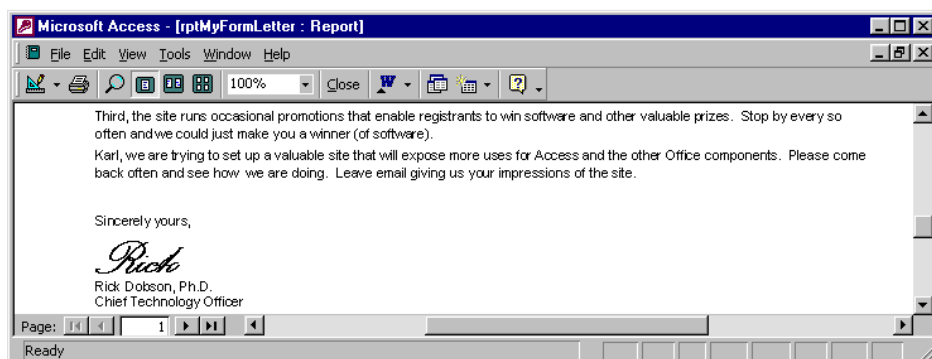 Microsoft Access - [rptMyFormLetter : Report]
File Edit View Tools Window Help
100% Close
Third, the site runs occasional promotions that enable registrants to win software and other valuable prizes. Stop by every so
often and we could just make you a winner (of software).
Karl, we are trying to set up a valuable site that will expose more uses for Access and the other Office components. Please come
back often and see how we are doing. Leave email giving us your impressions of the site.
Sincerely yours,
Rick
Rick Dobson, Ph.D.
Chief Technology Officer
Page: 1
Ready